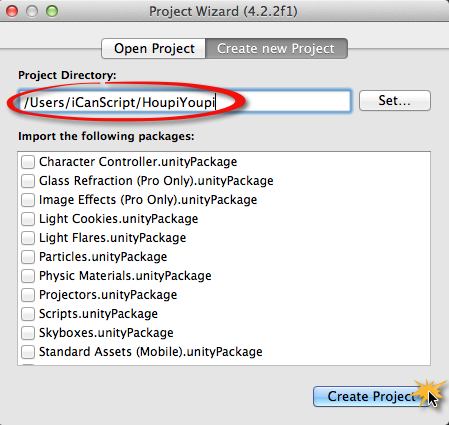 Project Wizard (4.2.2f1)
Open Project Create new Project
Project Directory:
/Users/iCanScript/HoupiYoupi Set...
Import the following packages:
Character Controller.unityPackage
Glass Refraction (Pro Only).unityPackage
Image Effects (Pro Only).unityPackage
Light Cookies.unityPackage
Light Flares.unityPackage
Particles.unityPackage
Physic Materials.unityPackage
Projectors.unityPackage
Scripts.unityPackage
Skyboxes.unityPackage
Standard Assets (Mobile).unityPackage
Create Project